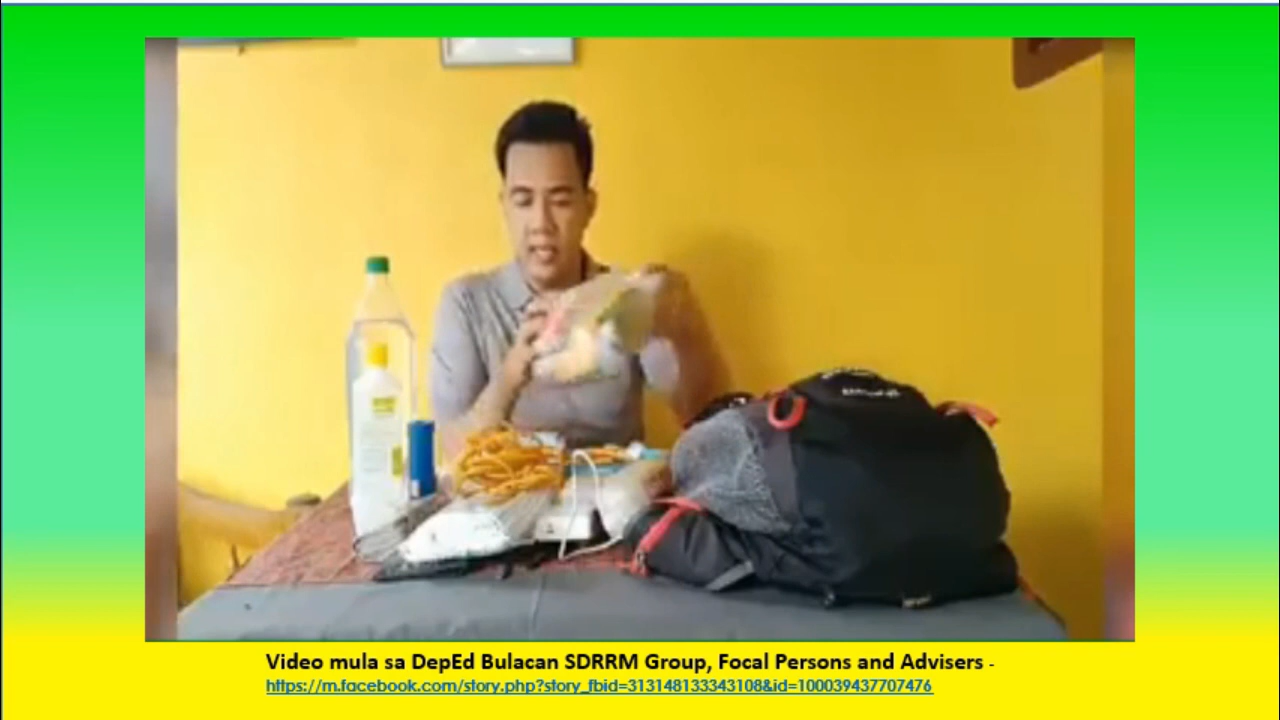 Video mula sa DepEd Bulacan SDRRM Group, Focal Persons and Advisers -
https://m.facebook.com/story.php?story_fbid=313148133343108&id=100039437707476